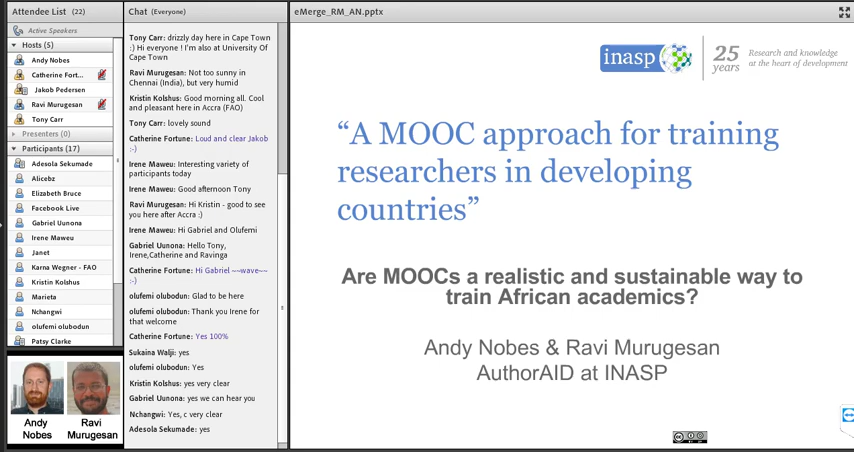 Attendee List (22)
Active Speakers
Hosts (5)
Andy Nobes
Catherine Fort...
Jakob Pedersen
Ravi Murugesan
Tony Carr
Presenters (0)
Participants (17)
Adesola Sekumade
Alicebz
Elizabeth Bruce
Facebook Live
Gabriel Uunona
Irene Maweu
Janet
Karna Wegner - FAO
Kristin Kolshus
Marieta
Nchangwi
olufemi olubodun
Patsy Clarke
Andy
Nobes
Ravi
Murugesan
Chat (Everyone)
Tony Carr: drizzly day here in Cape Town
:) Hi everyone ! I'm also at University Of
Cape Town
Ravi Murugesan: Not too sunny in
Chennai (India), but very humid
Kristin Kolshus: Good morning all. Cool
and pleasant here in Accra (FAO)
Tony Carr: lovely sound
Catherine Fortune: Loud and clear Jakob
:-)
Irene Maweu: Interesting variety of
participants today
Irene Maweu: Good afternoon Tony
Ravi Murugesan: Hi Kristin - good to see
you here after Accra :)
Irene Maweu: Hi Gabriel and Olufemi
Gabriel Uunona: Hello Tony,
Irene,Catherine and Ravinga
Catherine Fortune: Hi Gabriel ~~wave~~
:-)
olufemi olubodun: Glad to be here
olufemi olubodun: Thank you Irene for
that welcome
Catherine Fortune: Yes 100%
Sukaina Walji: yes
olufemi olubodun: Yes
Kristin Kolshus: yes very clear
Gabriel Uunona: yes we can hear you
Nchangwi: Yes, c very clear
Adesola Sekumade: yes
eMerge_RM_AN.pptx
inasp
25
years
Research and knowledge
at the heart of development
“A MOOC approach for training
researchers in developing
countries”
Are MOOCs a realistic and sustainable way to
train African academics?
Andy Nobes & Ravi Murugesan
AuthorAID at INASP